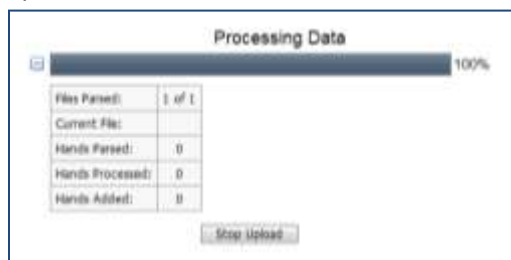 Processing Data
100%
Files Parsed: 1 of 1
Current File:
Hands Parsed: 0
Hands Processed: 0
Hands Added: 0
Stop Upload